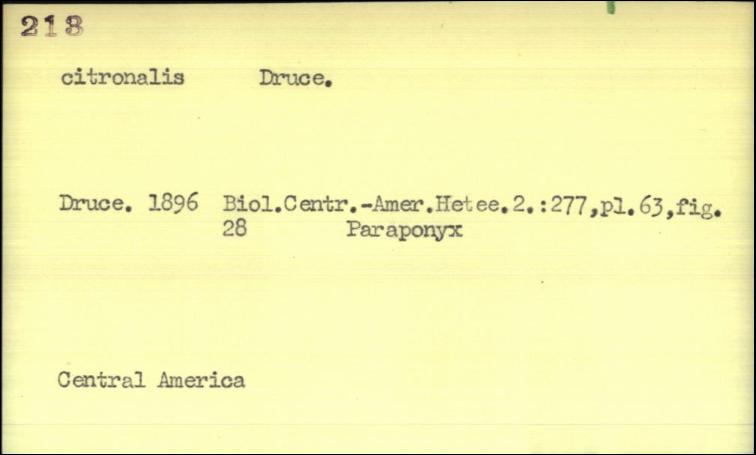 218
citronalis Druce.
Druce. 1896 Biol.Centr.-Amer.Hetee.2.:277,pl.63,fig.
28 Paraponyx
Central America